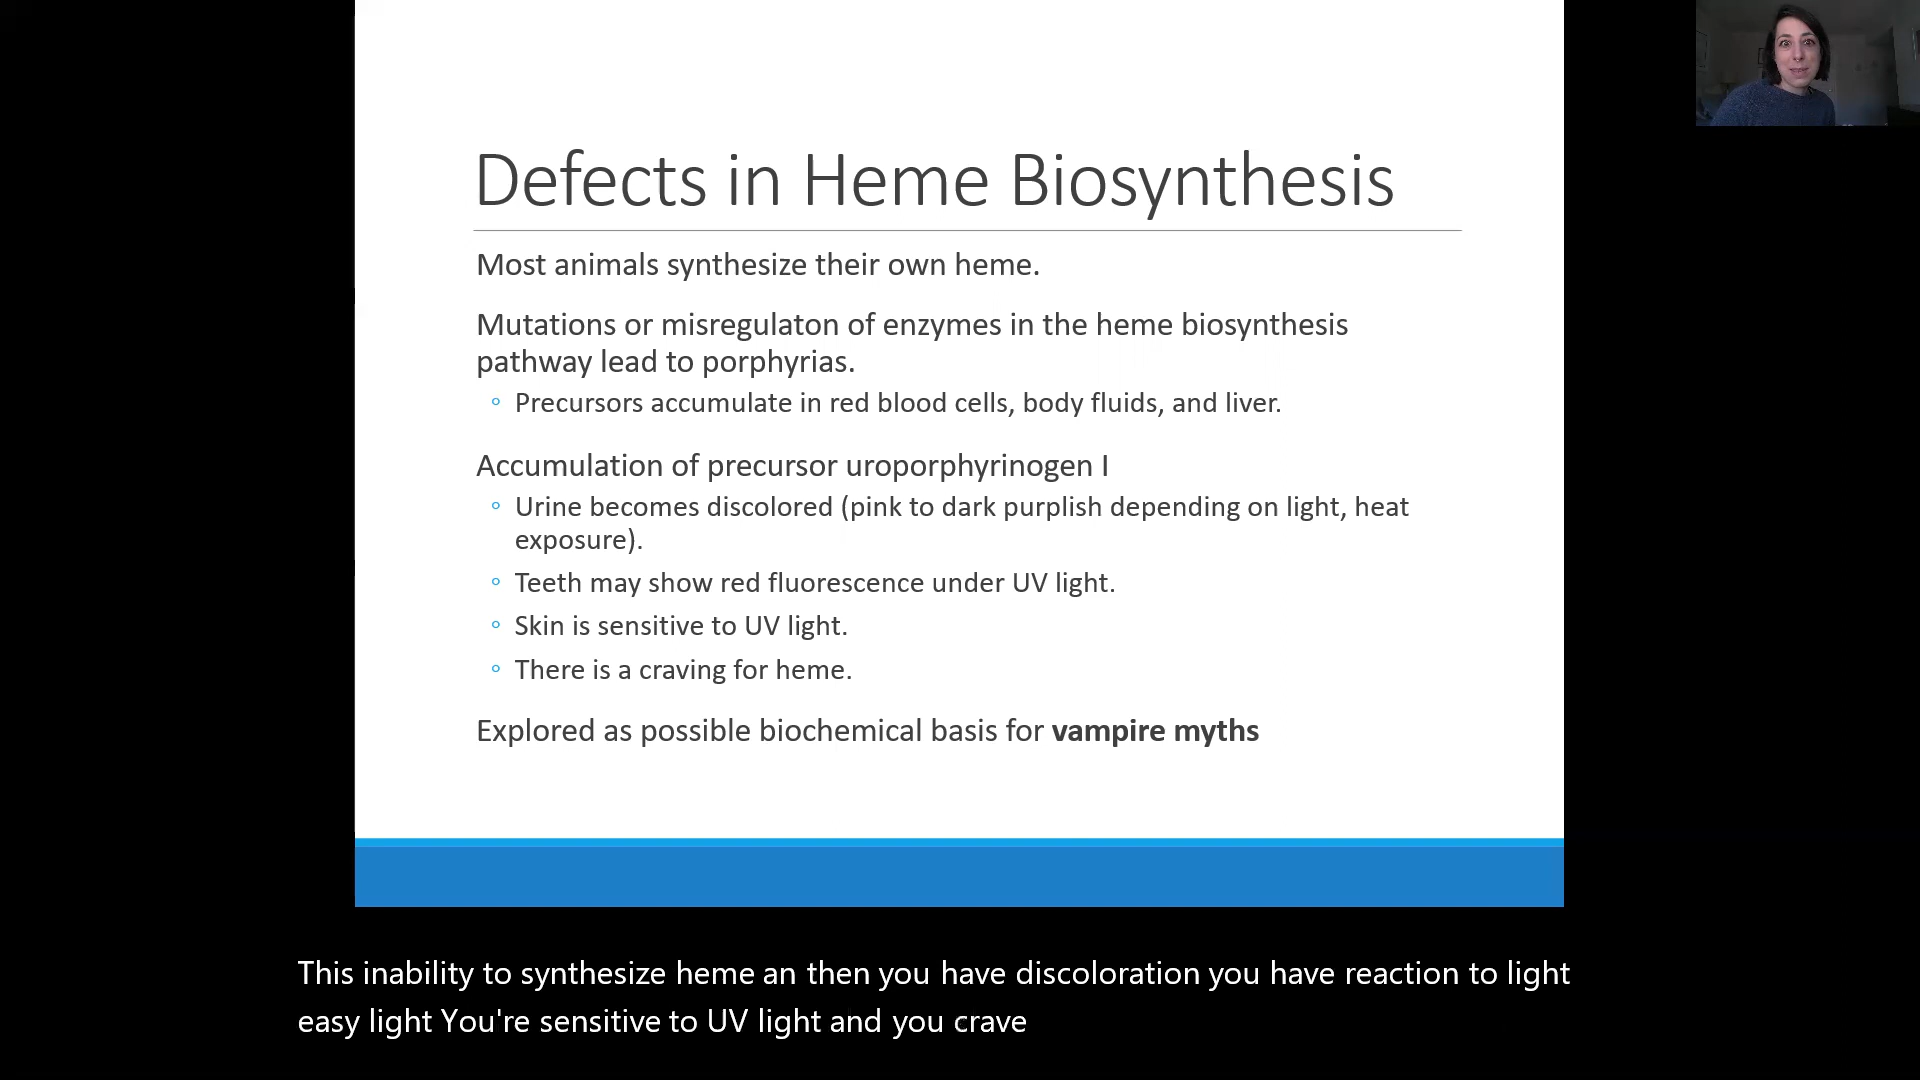 Defects in Heme Biosynthesis
Most animals synthesize their own heme.
Mutations or misregulaton of enzymes in the heme biosynthesis
pathway lead to porphyrias.
◦ Precursors accumulate in red blood cells, body fluids, and liver.
Accumulation of precursor uroporphyrinogen I
◦ Urine becomes discolored (pink to dark purplish depending on light, heat
exposure).
◦ Teeth may show red fluorescence under UV light.
◦ Skin is sensitive to UV light.
◦ There is a craving for heme.
Explored as possible biochemical basis for vampire myths
This inability to synthesize heme an then you have discoloration you have reaction to light
easy light You're sensitive to UV light and you crave